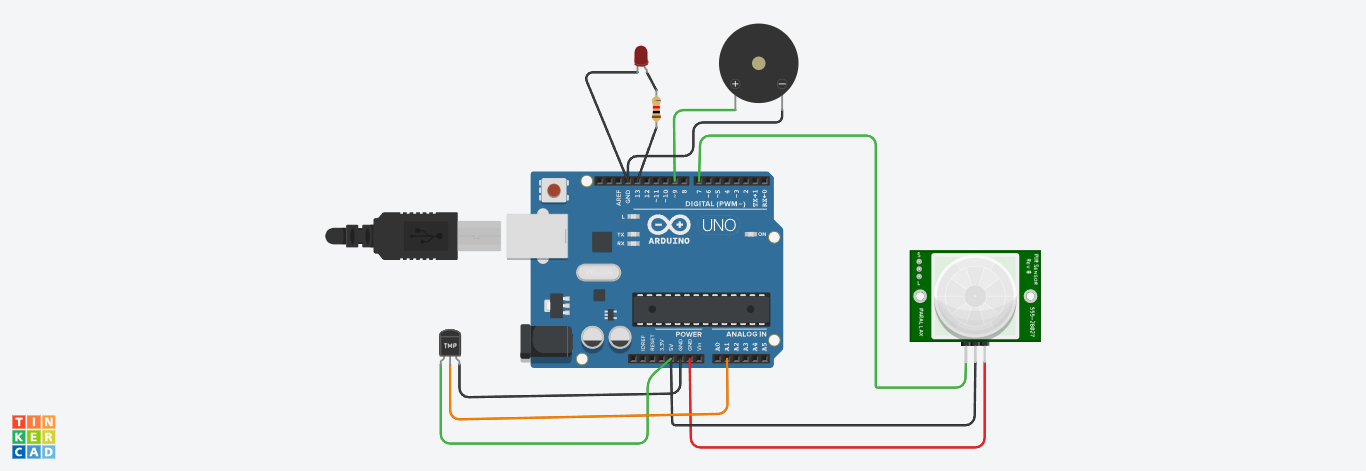 AREF
GND
13
12
~11
~10
~9
8
7
~6
~5
4
~3
2
TX→1
RX←0
DIGITAL (PWM~)
L
TX
RX
ARDUINO
UNO
ON
PIR Sensor
Rev B
555-28027
PARALLAX
TMP
POWER
ANALOG IN
IOREF
RESET
3.3V
5V
GND
GND
Vin
A0
A1
A2
A3
A4
A5
TIN
KER
CAD